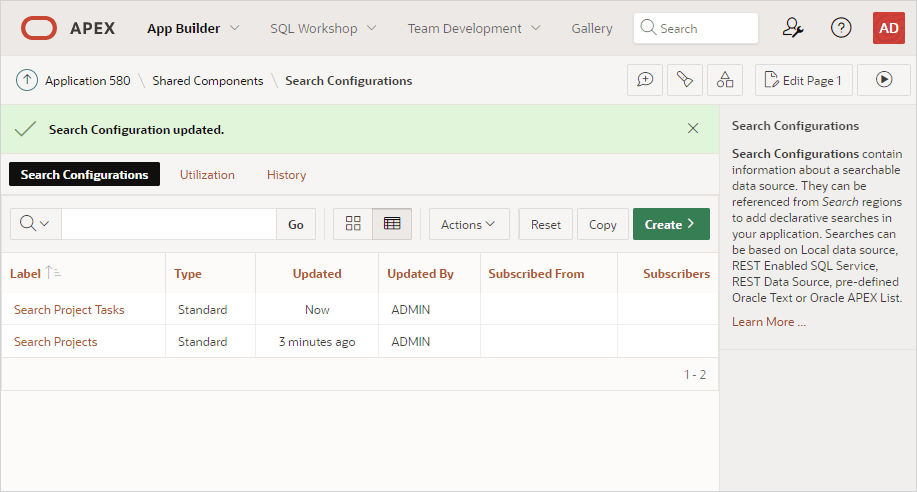 APEX App Builder SQL Workshop Team Development Gallery Search AD
Application 580 \ Shared Components \ Search Configurations Edit Page 1
Search Configuration updated.
Search Configurations Utilization History
Go Actions Reset Copy Create
Label Type Updated Updated By Subscribed From Subscribers
Search Project Tasks Standard Now ADMIN
Search Projects Standard 3 minutes ago ADMIN
1 - 2
Search Configurations
Search Configurations contain
information about a searchable
data source. They can be
referenced from Search regions
to add declarative searches in
your application. Searches can
be based on Local data source,
REST Enabled SQL Service,
REST Data Source, pre-defined
Oracle Text or Oracle APEX List.
Learn More ...